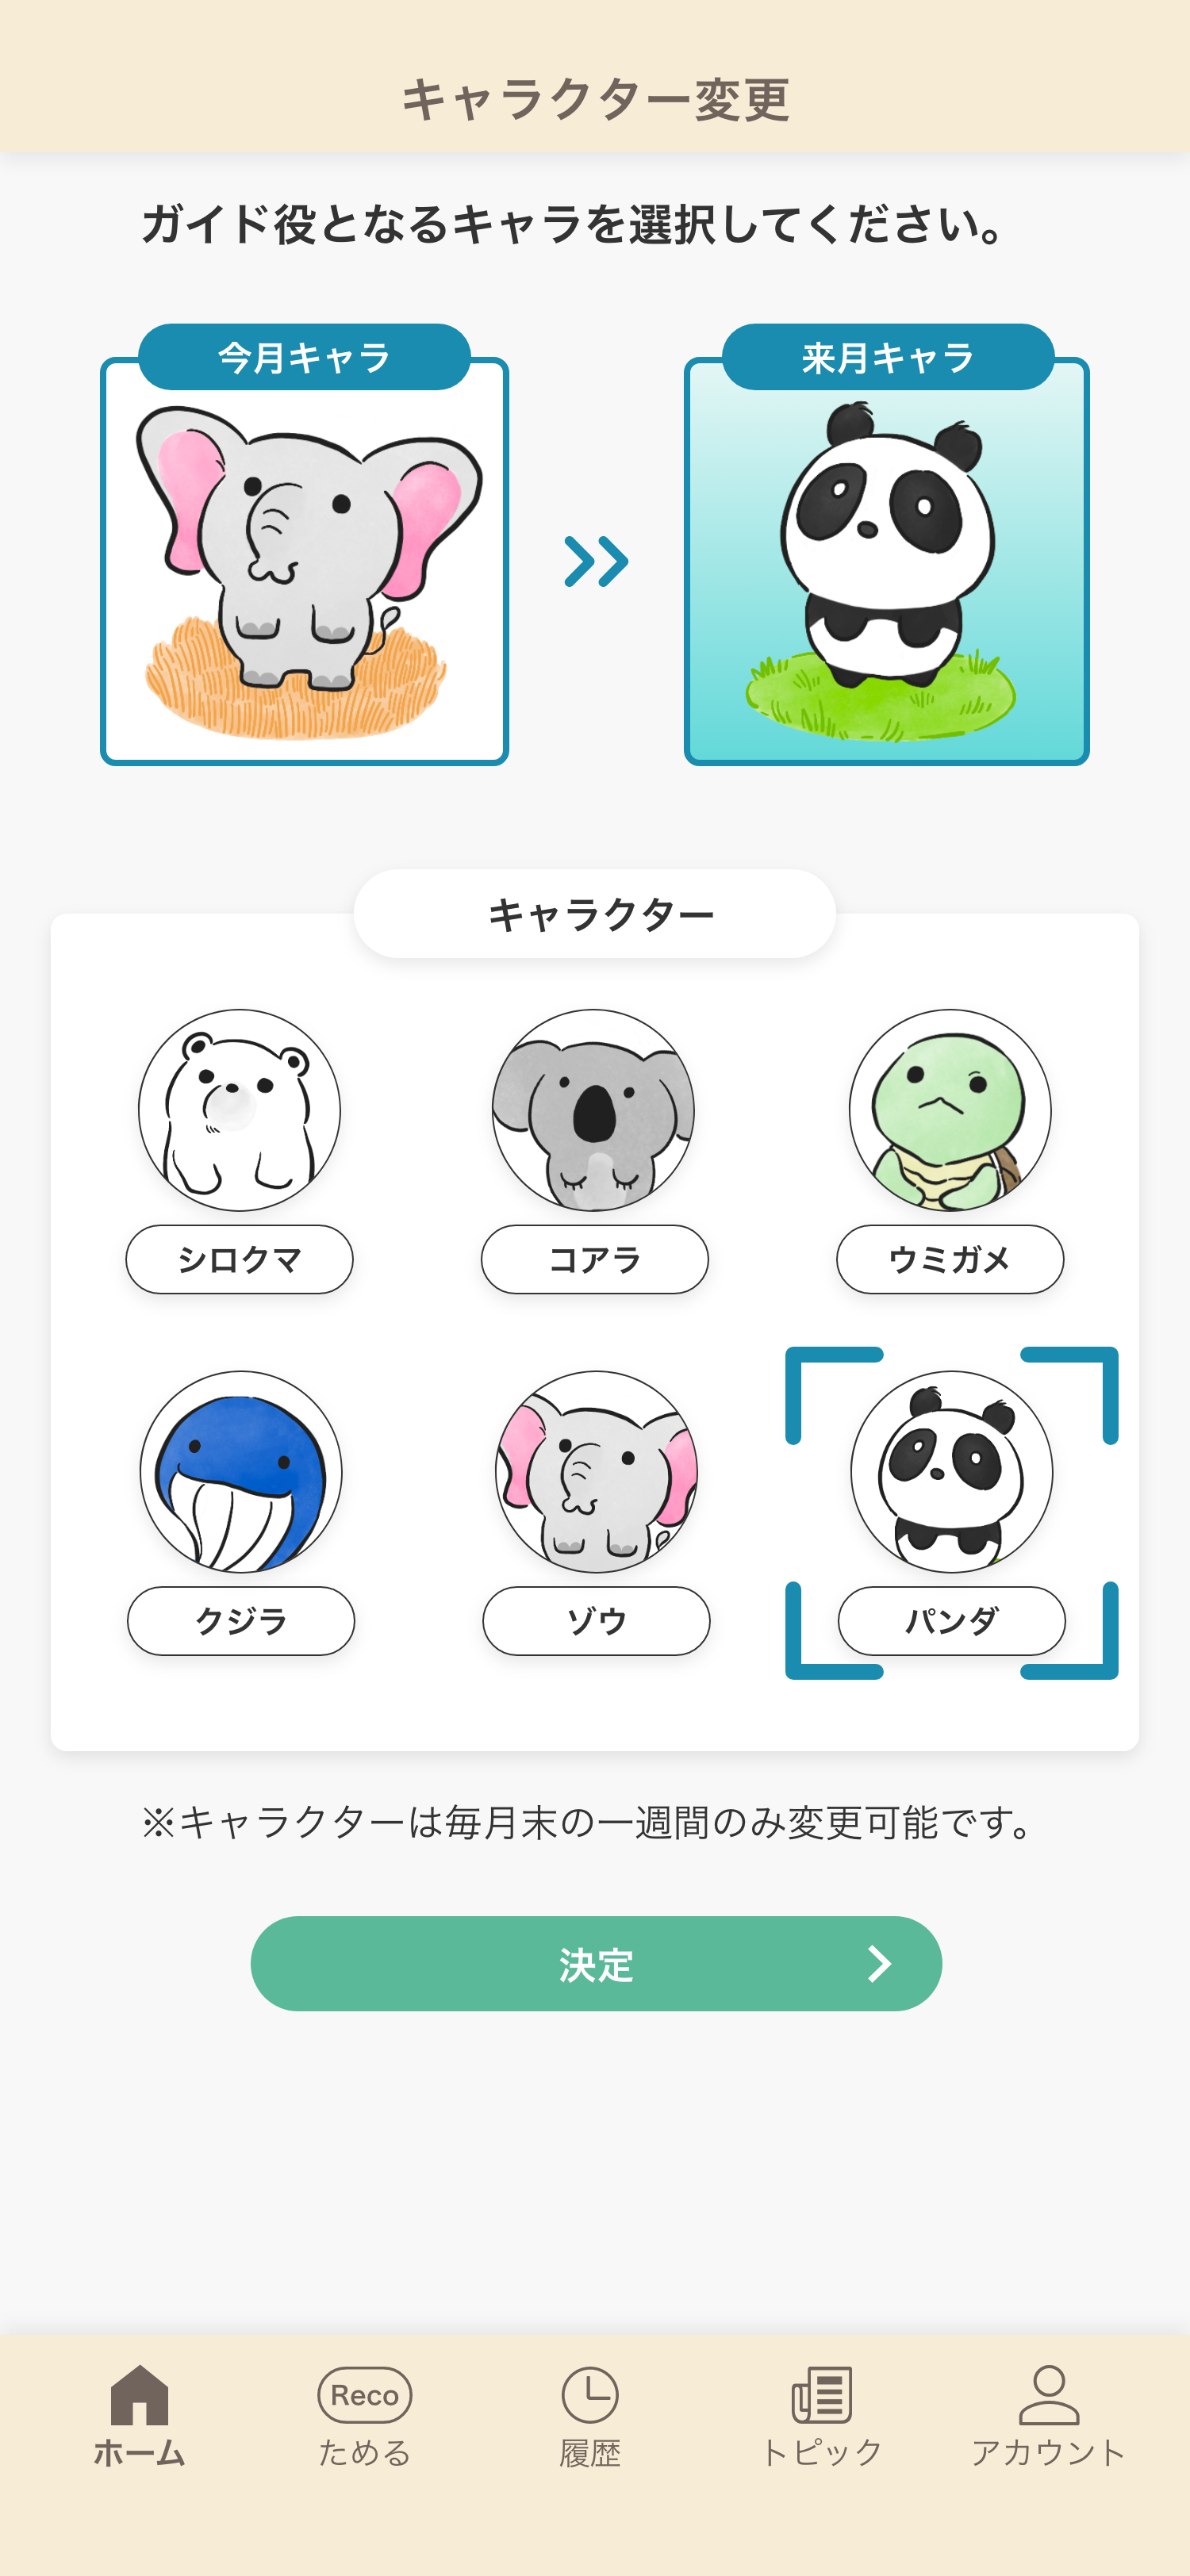 キャラクター変更
ガイド役となるキャラを選択してください。
今月キャラ
来月キャラ
キャラクター
シロクマ
コアラ
ウミガメ
クジラ
ゾウ
パンダ
※キャラクターは毎月末の一週間のみ変更可能です。
決定
Reco
ホーム
ためる
履歴
トピック
アカウント